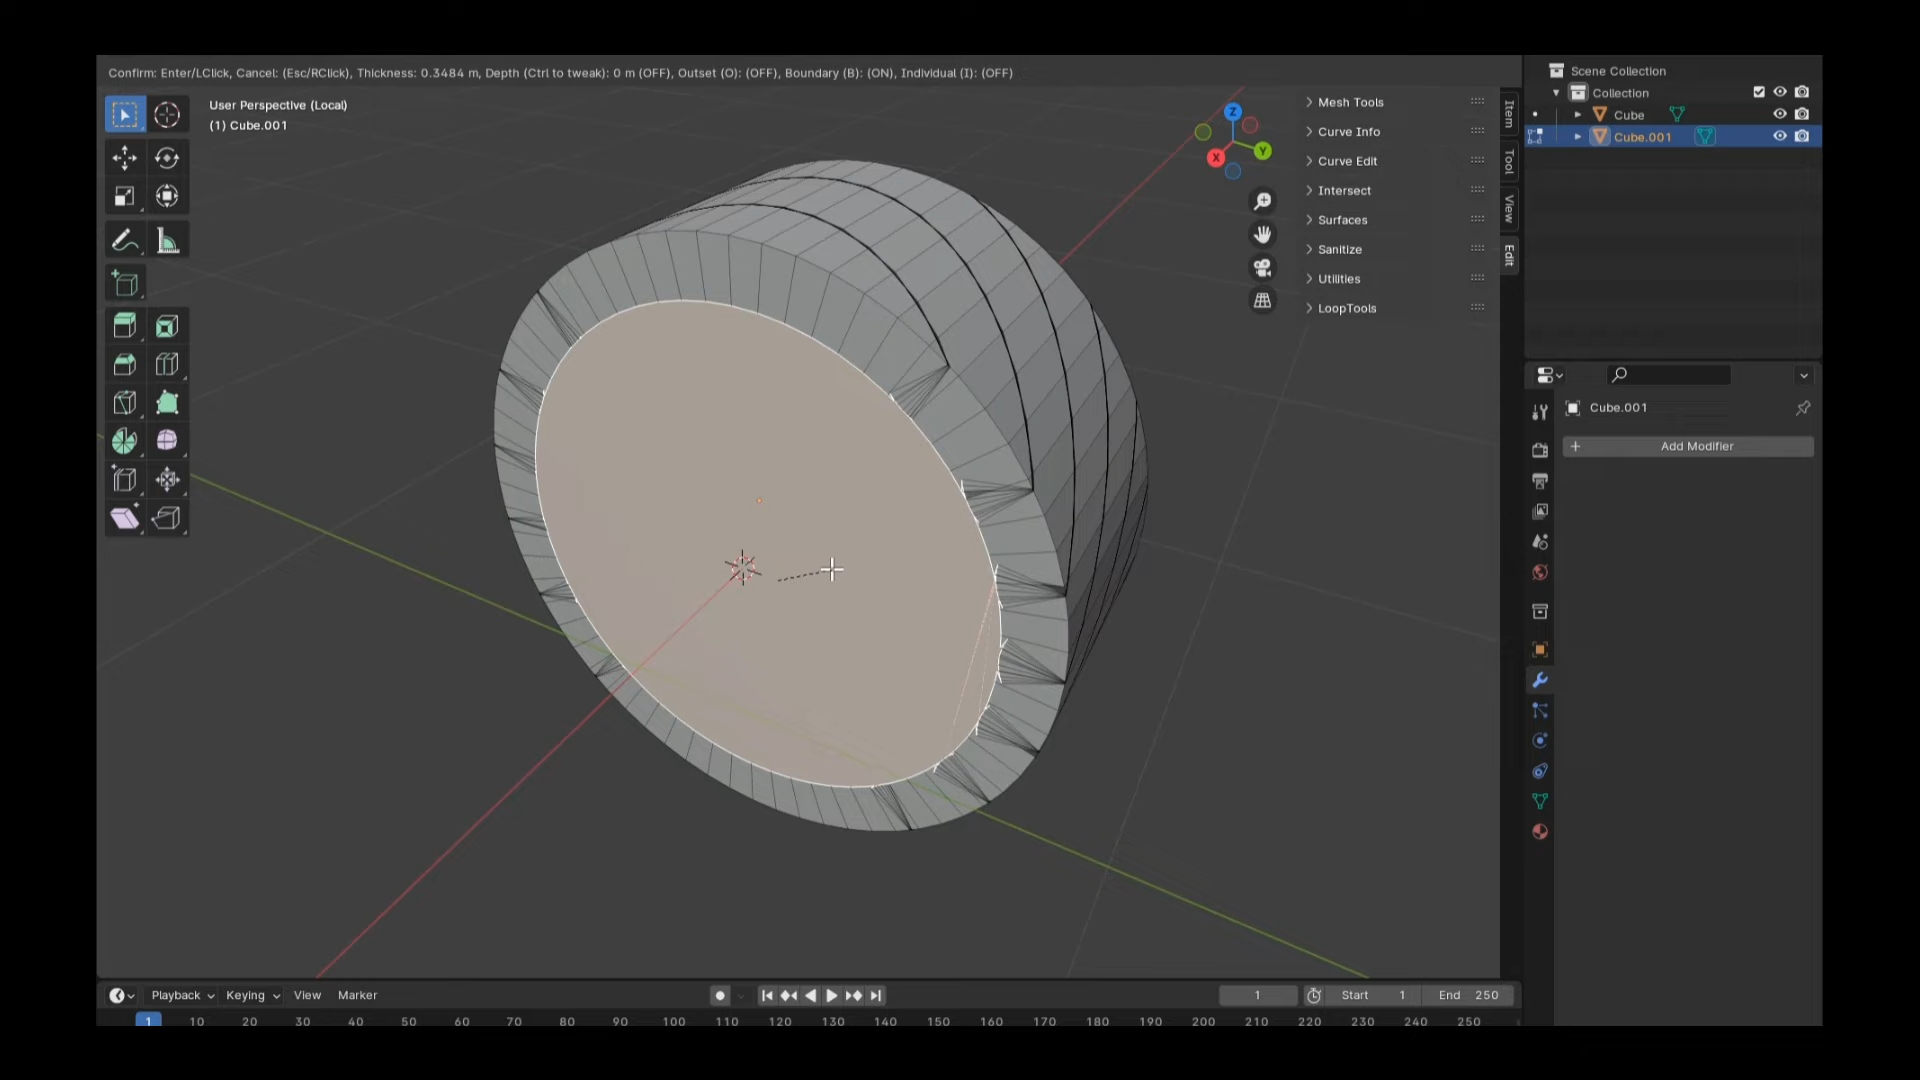 Confirm: Enter/LClick, Cancel: (Esc/RClick), Thickness: 0.3484 m, Depth (Ctrl to tweak): 0 m (OFF), Outset (O): (OFF), Boundary (B): (ON), Individual (I): (OFF)
User Perspective (Local)
(1) Cube.001
Z
Y
X
Mesh Tools
Curve Info
Curve Edit
Intersect
Surfaces
Sanitize
Utilities
LoopTools
Item
Tool
View
Edit
Scene Collection
Collection
Cube
Cube.001
Cube.001
Add Modifier
Playback Keying View Marker
1 Start 1 End 250
1 10 20 30 40 50 60 70 80 90 100 110 120 130 140 150 160 170 180 190 200 210 220 230 240 250